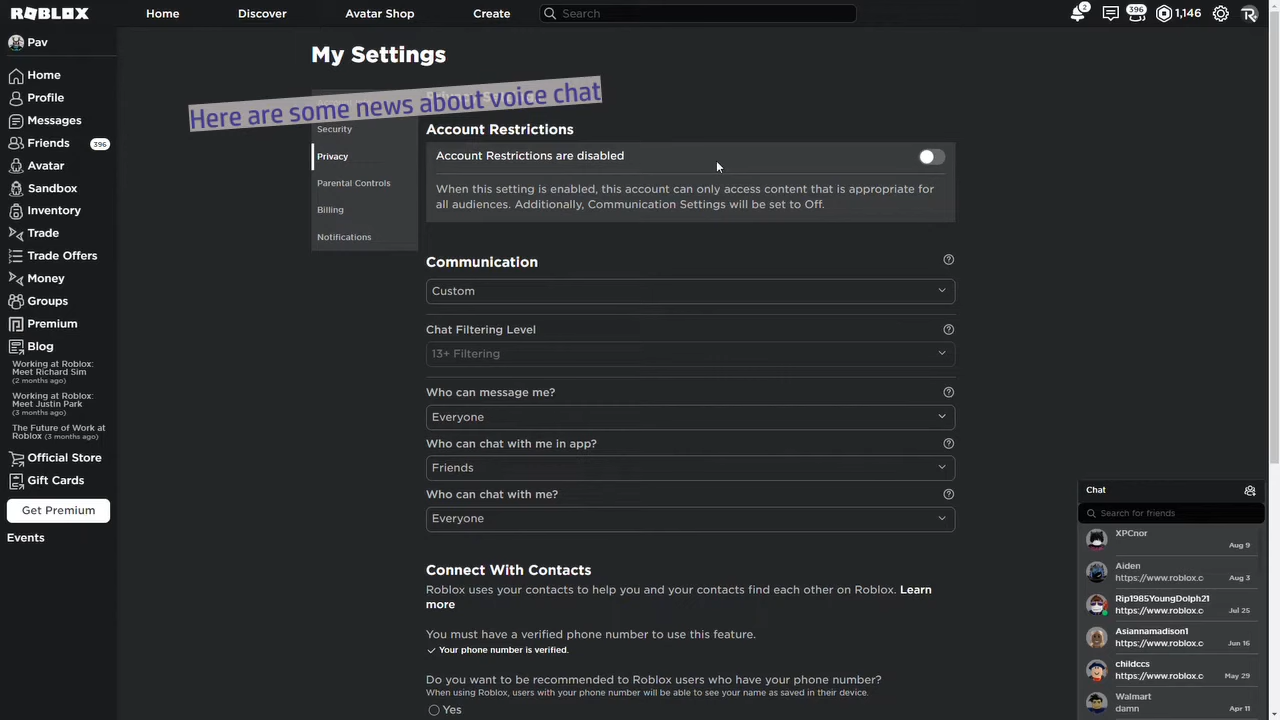 ROBLOX Home Discover Avatar Shop Create Search 2 396 1,146
Pav
Home
Profile
Messages
Friends 396
Avatar
Sandbox
Inventory
Trade
Trade Offers
Money
Groups
Premium
Blog
Working at Roblox:
Meet Richard Sim
(2 months ago)
Working at Roblox:
Meet Justin Park
(3 months ago)
The Future of Work at
Roblox (3 months ago)
Official Store
Gift Cards
Get Premium
Events
My Settings
Here are some news about voice chat
Security
Privacy
Parental Controls
Billing
Notifications
Account Restrictions
Account Restrictions are disabled
When this setting is enabled, this account can only access content that is appropriate for
all audiences. Additionally, Communication Settings will be set to Off.
Communication
Custom
Chat Filtering Level
13+ Filtering
Who can message me?
Everyone
Who can chat with me in app?
Friends
Who can chat with me?
Everyone
Connect With Contacts
Roblox uses your contacts to help you and your contacts find each other on Roblox. Learn
more
You must have a verified phone number to use this feature.
Your phone number is verified.
Do you want to be recommended to Roblox users who have your phone number?
When using Roblox, users with your phone number will be able to see your name as saved in their device.
Yes
Chat
Search for friends
XPCnor
Aug 9
Aiden
https://www.roblox.c Aug 3
Rip1985YoungDolph21
https://www.roblox.c Jul 25
Asiannamadison1
https://www.roblox.c Jun 16
childccs
https://www.roblox.c May 29
Walmart
damn Apr 11